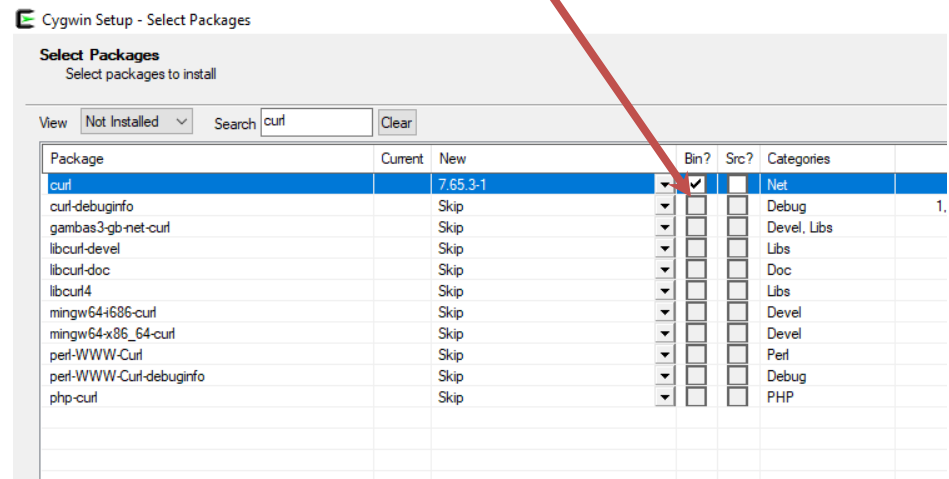 Cygwin Setup - Select Packages
Select Packages
Select packages to install
View Not Installed Search curl Clear
Package Current New Bin? Src? Categories
curl 7.65.3-1 Net
curl-debuginfo Skip Debug 1,
gambas3-gb-net-curl Skip Devel, Libs
libcurl-devel Skip Libs
libcurl-doc Skip Doc
libcurl4 Skip Libs
mingw64-i686-curl Skip Devel
mingw64-x86_64-curl Skip Devel
perl-WWW-Curl Skip Perl
perl-WWW-Curl-debuginfo Skip Debug
php-curl Skip PHP